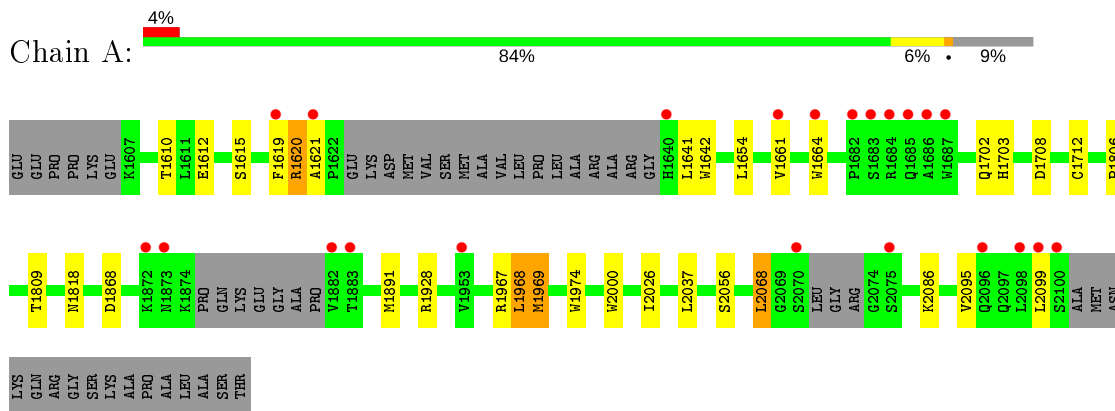 4%
Chain A:
84% 6% • 9%
GLU GLU PRO PRO LYS GLU K1607 T1610 L1611 E1612 S1615 F1619 R1620 A1621 P1622 GLU LYS ASP MET VAL SER MET ALA VAL LEU PRO LEU ALA ARG ALA ARG GLY H1640 L1641 W1642 L1654 V1661 W1664 P1682 S1683 R1684 Q1685 A1686 W1687 Q1702 H1703 D1708 C1712
T1809 N1818 D1868 K1872 N1873 K1874 PRO GLN LYS GLU GLY ALA PRO V1882 T1883 M1891 R1928 V1953 R1967 L1968 M1969 W1974 W2000 I2026 L2037 S2056 L2068 G2069 S2070 LEU GLY ARG G2074 S2075 K2086 V2095 Q2096 Q2097 L2098 L2099 S2100 ALA MET ASN
LYS GLN ARG GLY SER LYS ALA PRO ALA LEU ALA SER THR